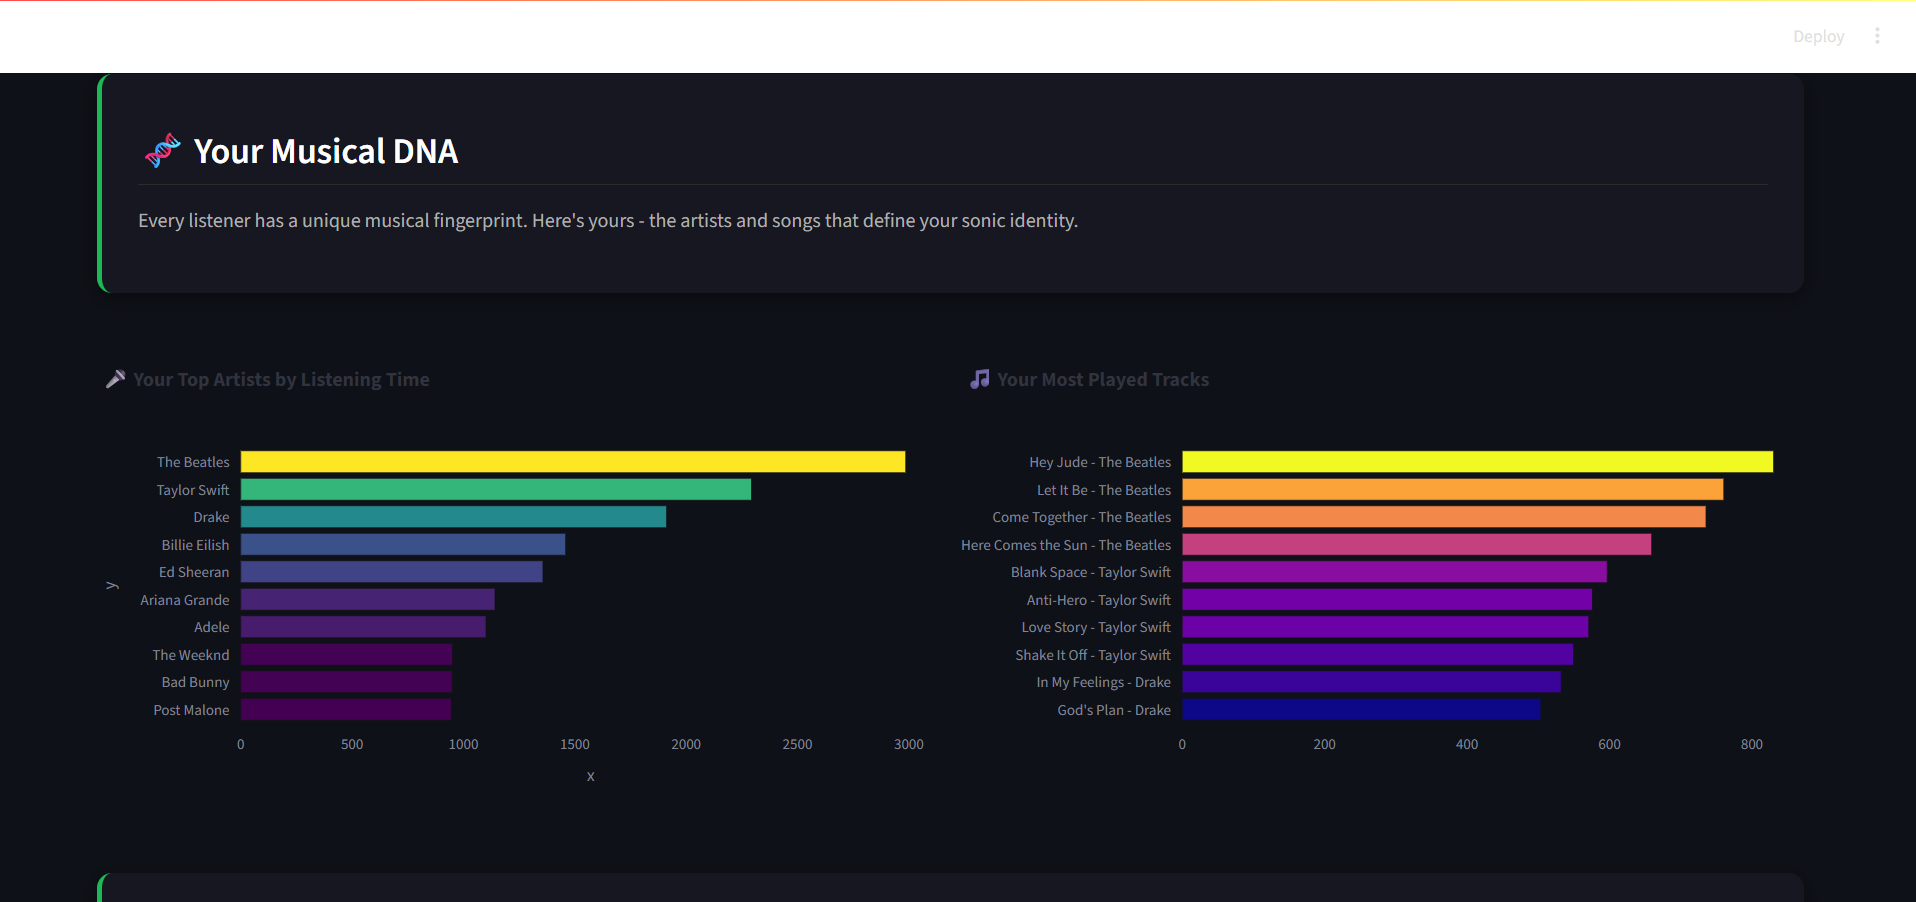 Deploy
Your Musical DNA
Every listener has a unique musical fingerprint. Here's yours - the artists and songs that define your sonic identity.
Your Top Artists by Listening Time
The Beatles
Taylor Swift
Drake
Billie Eilish
Ed Sheeran
Ariana Grande
Adele
The Weeknd
Bad Bunny
Post Malone
y
0 500 1000 1500 2000 2500 3000
x
Your Most Played Tracks
Hey Jude - The Beatles
Let It Be - The Beatles
Come Together - The Beatles
Here Comes the Sun - The Beatles
Blank Space - Taylor Swift
Anti-Hero - Taylor Swift
Love Story - Taylor Swift
Shake It Off - Taylor Swift
In My Feelings - Drake
God's Plan - Drake
0 200 400 600 800